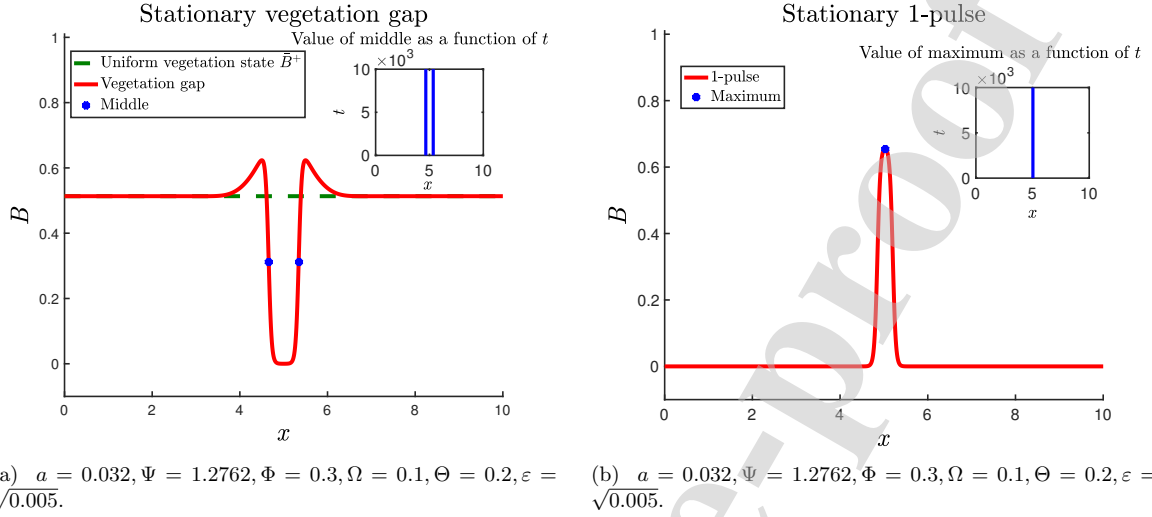 Stationary vegetation gap
Value of middle as a function of t
Uniform vegetation state B̄⁺
Vegetation gap
Middle
×10³
10
5
0
t
0 5 10
x
1
0.8
0.6
0.4
0.2
0
B
0 2 4 6 8 10
x
a) a = 0.032, Ψ = 1.2762, Φ = 0.3, Ω = 0.1, Θ = 0.2, ε =
√0.005.
Stationary 1-pulse
Value of maximum as a function of t
1-pulse
Maximum
×10³
10
5
0
t
0 5 10
x
1
0.8
0.6
0.4
0.2
0
B
0 2 4 6 8 10
x
(b) a = 0.032, Ψ = 1.2762, Φ = 0.3, Ω = 0.1, Θ = 0.2, ε =
√0.005.
e-proof